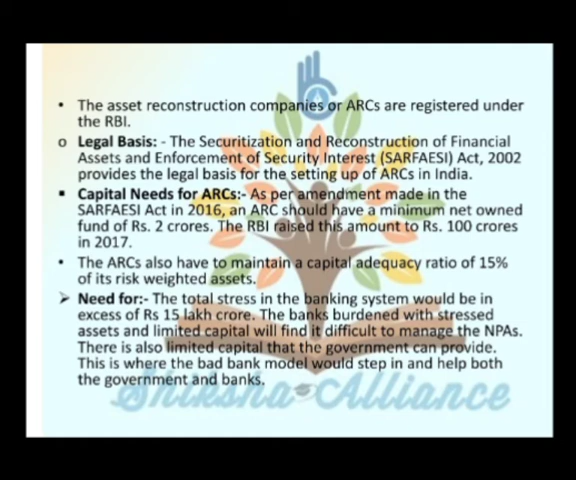 • The asset reconstruction companies or ARCs are registered under
the RBI.
o Legal Basis: - The Securitization and Reconstruction of Financial
Assets and Enforcement of Security Interest (SARFAESI) Act, 2002
provides the legal basis for the setting up of ARCs in India.
▪ Capital Needs for ARCs:- As per amendment made in the
SARFAESI Act in 2016, an ARC should have a minimum net owned
fund of Rs. 2 crores. The RBI raised this amount to Rs. 100 crores
in 2017.
• The ARCs also have to maintain a capital adequacy ratio of 15%
of its risk weighted assets.
➢ Need for:- The total stress in the banking system would be in
excess of Rs 15 lakh crore. The banks burdened with stressed
assets and limited capital will find it difficult to manage the NPAs.
There is also limited capital that the government can provide.
This is where the bad bank model would step in and help both
the government and banks.
Shiksha Alliance